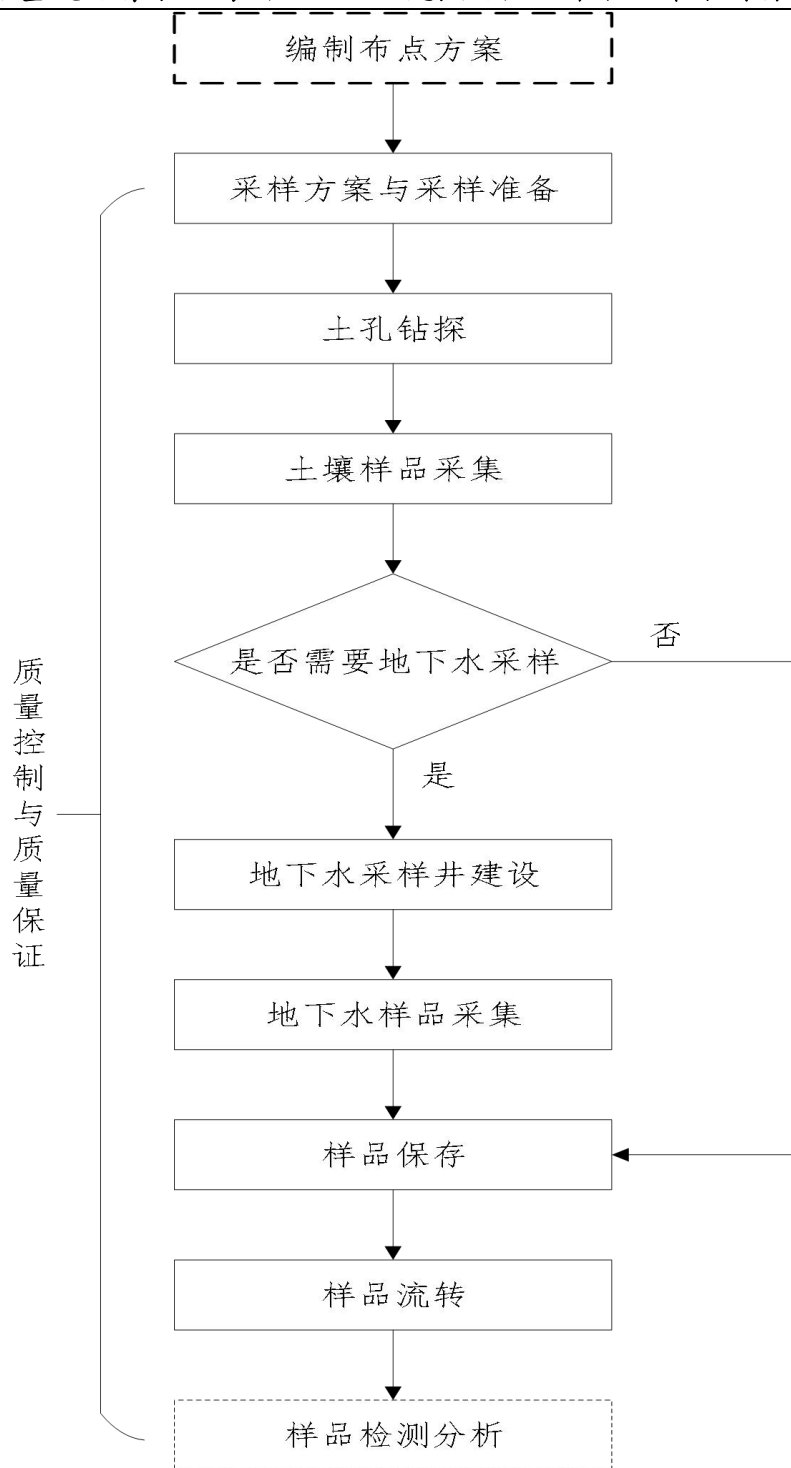 编制布点方案
采样方案与采样准备
土孔钻探
土壤样品采集
是否需要地下水采样
否
是
质量控制与质量保证
地下水采样井建设
地下水样品采集
样品保存
样品流转
样品检测分析